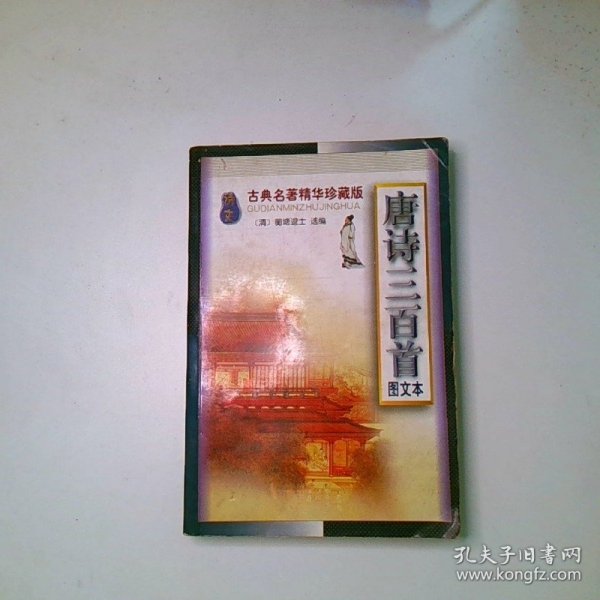 古典名著精华珍藏版
GUDIANMINZHUJINGHUA
〔清〕蘅塘退士 选编
唐诗三百首
图文本
孔夫子旧书网
www.kongfz.com